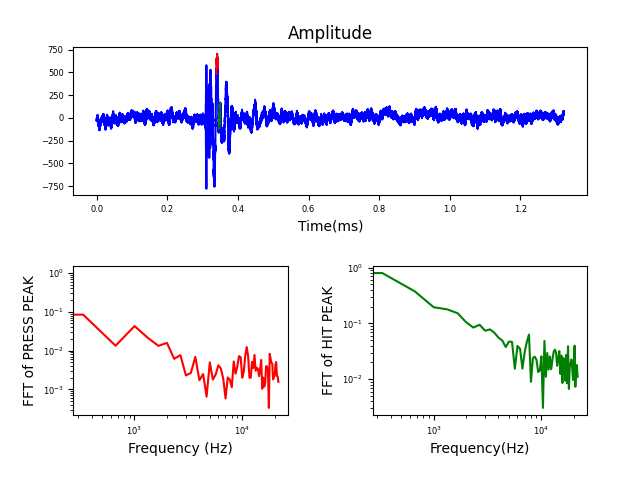 Amplitude
750
500
250
0
−250
−500
−750
0.0 0.2 0.4 0.6 0.8 1.0 1.2
Time(ms)
FFT of PRESS PEAK
10⁰
10⁻¹
10⁻²
10⁻³
10³ 10⁴
Frequency (Hz)
FFT of HIT PEAK
10⁰
10⁻¹
10⁻²
10³ 10⁴
Frequency(Hz)